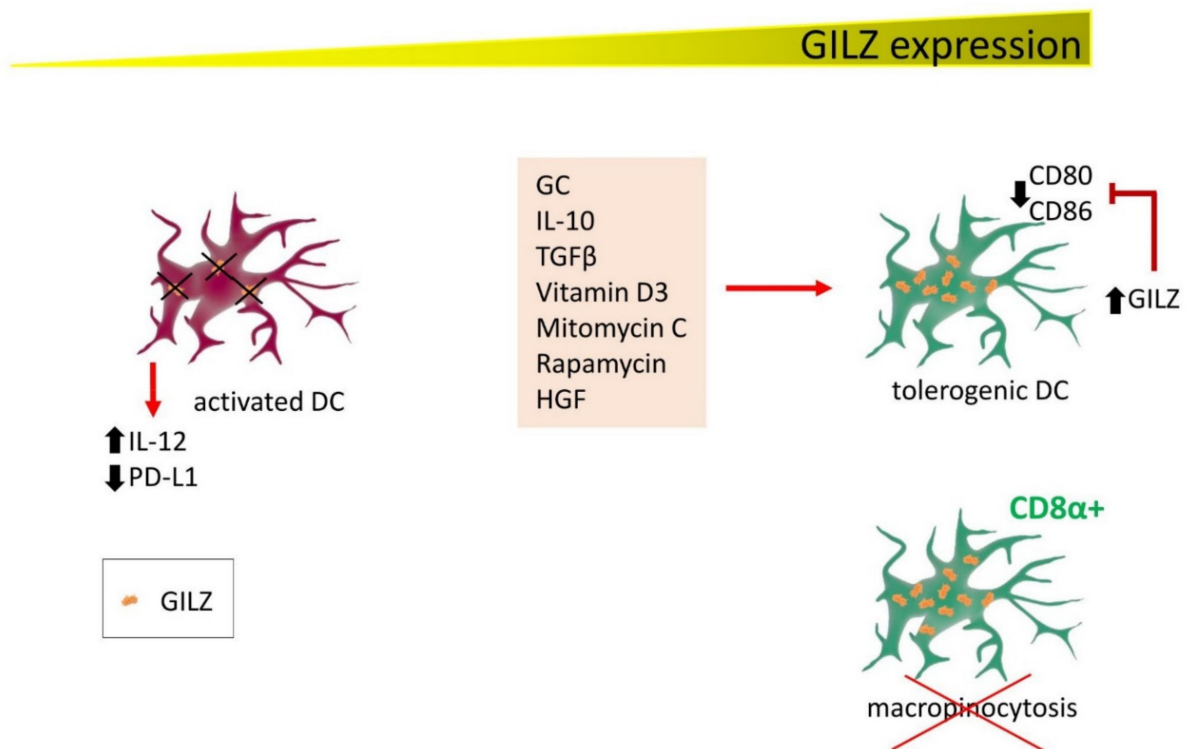 GILZ expression
GC
IL-10
TGFβ
Vitamin D3
Mitomycin C
Rapamycin
HGF
CD80
CD86
GILZ
activated DC
tolerogenic DC
IL-12
PD-L1
CD8α+
GILZ
macropinocytosis